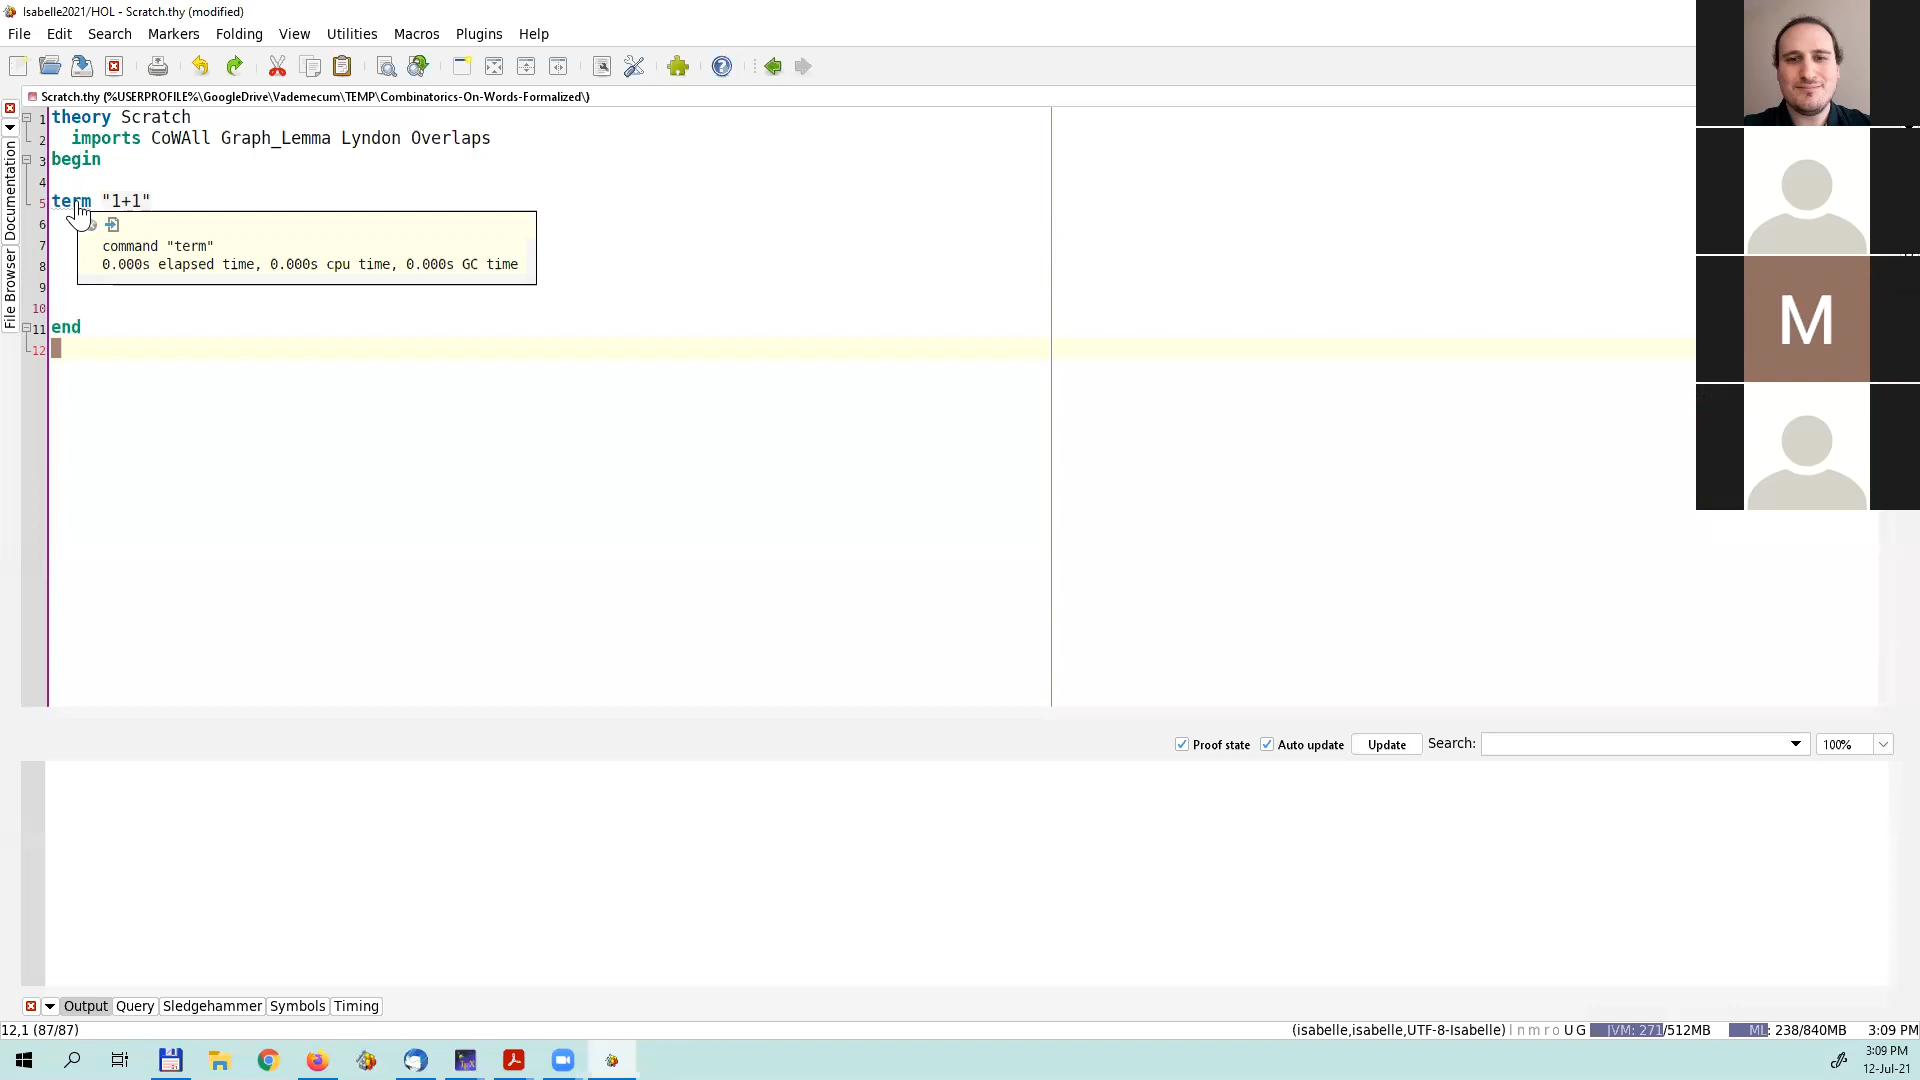 Isabelle2021/HOL - Scratch.thy (modified)
File Edit Search Markers Folding View Utilities Macros Plugins Help
Scratch.thy (%USERPROFILE%\GoogleDrive\Vademecum\TEMP\Combinatorics-On-Words-Formalized\)
Documentation
File Browser
1 theory Scratch
2 imports CoWAll Graph_Lemma Lyndon Overlaps
3 begin
4
5 term "1+1"
6
command "term"
7
0.000s elapsed time, 0.000s cpu time, 0.000s GC time
8
9
10
11 end
12
M
Proof state Auto update Update Search: 100%
Output Query Sledgehammer Symbols Timing
12,1 (87/87) (isabelle,isabelle,UTF-8-Isabelle) l n m r o U G JVM: 271/512MB ML: 238/840MB 3:09 PM
3:09 PM
12-Jul-21